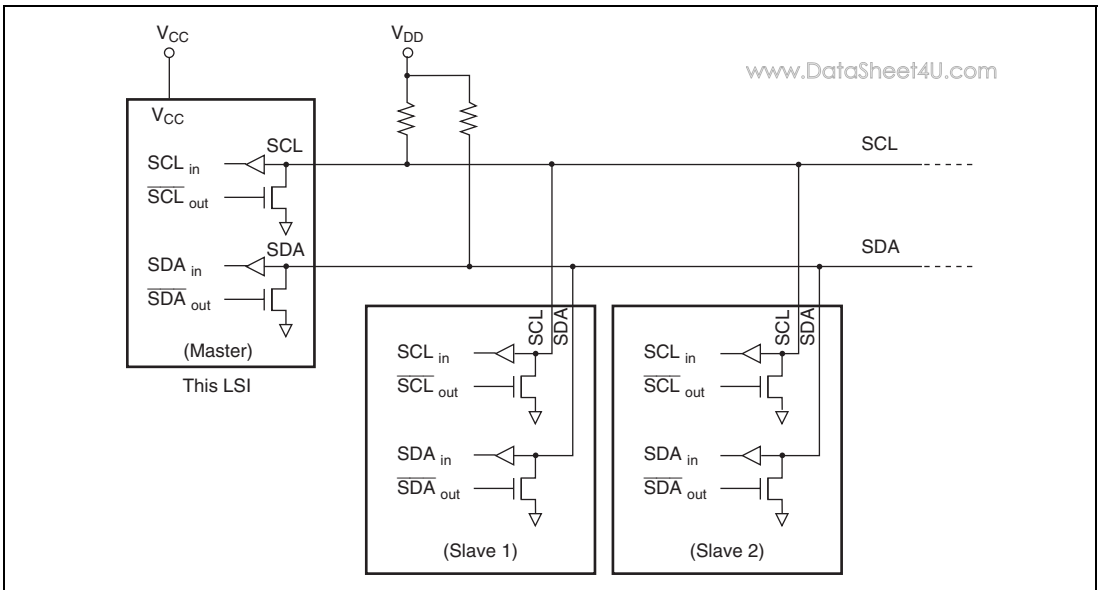 VCC
VDD
www.DataSheet4U.com
VCC
SCL
SCL in
SCL out
SDA
SDA in
SDA out
(Master)
This LSI
SCL
SDA
SCL
SDA
SCL in
SCL out
SDA in
SDA out
(Slave 1)
SCL
SDA
SCL in
SCL out
SDA in
SDA out
(Slave 2)